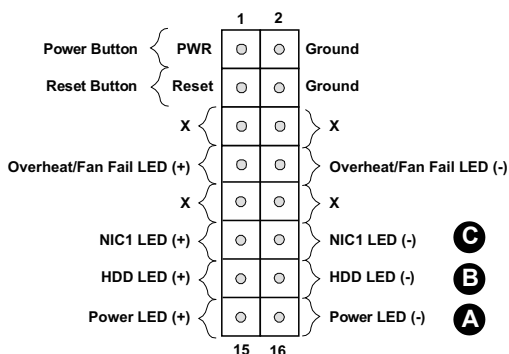 1 2
Power Button PWR Ground
Reset Button Reset Ground
X X
Overheat/Fan Fail LED (+) Overheat/Fan Fail LED (-)
X X
NIC1 LED (+) NIC1 LED (-) C
HDD LED (+) HDD LED (-) B
Power LED (+) Power LED (-) A
15 16